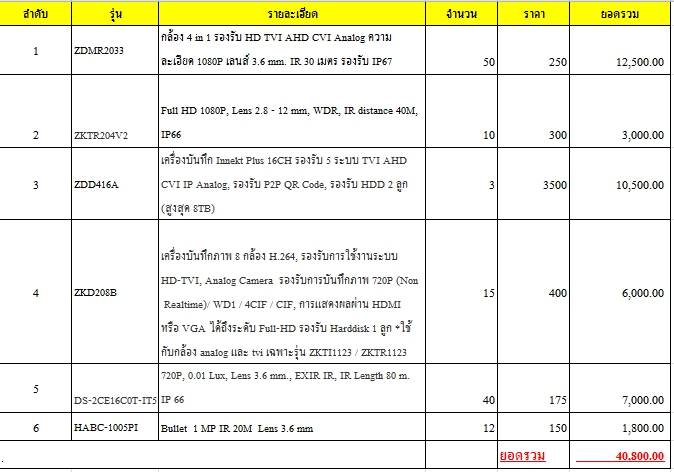 ลำดับ รุ่น รายละเอียด จำนวน ราคา ยอดรวม
กล้อง 4 in 1 รองรับ HD TVI AHD CVI Analog ความ
1 ZDMR2033 ละเอียด 1080P เลนส์ 3.6 mm. IR 30 เมตร รองรับ IP67 50 250 12,500.00
Full HD 1080P, Lens 2.8 - 12 mm, WDR, IR distance 40M,
2 ZKTR204V2 IP66 10 300 3,000.00
เครื่องบันทึก Innekt Plus 16CH รองรับ 5 ระบบ TVI AHD
3 ZDD416A CVI IP Analog, รองรับ P2P QR Code, รองรับ HDD 2 ลูก 3 3500 10,500.00
(สูงสุด 8TB)
เครื่องบันทึกภาพ 8 กล้อง H.264, รองรับการใช้งานระบบ
HD-TVI, Analog Camera รองรับการบันทึกภาพ 720P (Non
4 ZKD208B Realtime)/ WD1 / 4CIF / CIF, การแสดงผลผ่าน HDMI 15 400 6,000.00
หรือ VGA ได้ถึงระดับ Full-HD รองรับ Harddisk 1 ลูก *ใช้
กับกล้อง analog และ tvi เฉพาะรุ่น ZKTI1123 / ZKTR1123
5 720P, 0.01 Lux, Lens 3.6 mm., EXIR IR, IR Length 80 m.
DS-2CE16C0T-IT5 IP 66 40 175 7,000.00
6 HABC-1005PI Bullet 1 MP IR 20M Lens 3.6 mm 12 150 1,800.00
. ยอดรวม 40,800.00